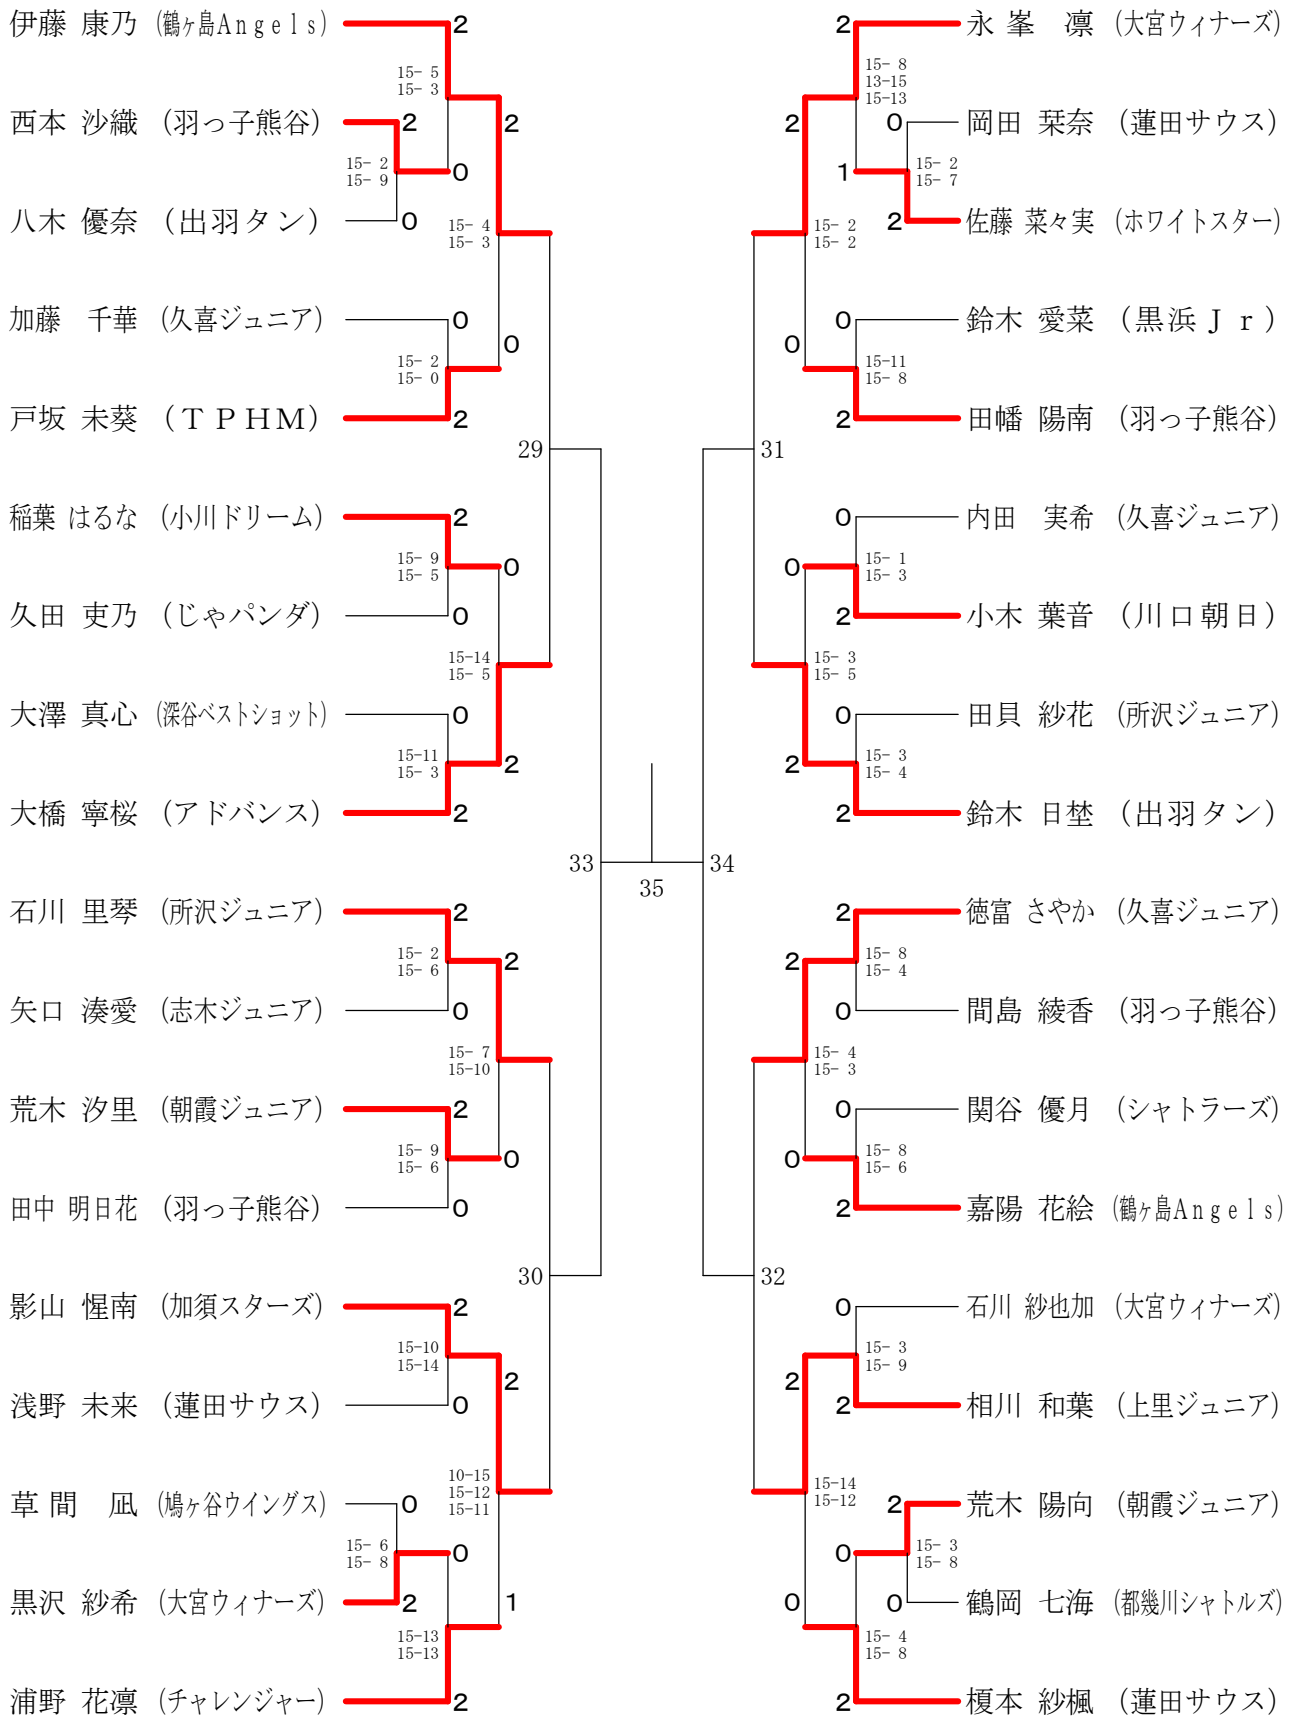 伊藤 康乃 (鶴ヶ島Angels) 2
15- 5
15- 3
2
西本 沙織 (羽っ子熊谷) 2
15- 2
15- 9
0
八木 優奈 (出羽タン) 0
15- 4
15- 3
加藤 千華 (久喜ジュニア) 0
15- 2
15- 0
0
戸坂 未葵 (TPHM) 2
29
稲葉 はるな (小川ドリーム) 2
15- 9
15- 5
0
久田 吏乃 (じゃパンダ) 0
15-14
15- 5
大澤 真心 (深谷ベストショット) 0
15-11
15- 3
2
大橋 寧桜 (アドバンス) 2
33
石川 里琴 (所沢ジュニア) 2
15- 2
15- 6
2
矢口 湊愛 (志木ジュニア) 0
15- 7
15-10
荒木 汐里 (朝霞ジュニア) 2
15- 9
15- 6
0
田中 明日花 (羽っ子熊谷) 0
30
影山 惺南 (加須スターズ) 2
15-10
15-14
2
浅野 未来 (蓮田サウス) 0
10-15
15-12
15-11
草間 凪 (鳩ヶ谷ウイングス) 0
15- 6
15- 8
0
黒沢 紗希 (大宮ウィナーズ) 2
1
15-13
15-13
浦野 花凛 (チャレンジャー) 2
35
2 永峯 凛 (大宮ウィナーズ)
15- 8
13-15
15-13
2
0 岡田 栞奈 (蓮田サウス)
1
15- 2
15- 7
2 佐藤 菜々実 (ホワイトスター)
15- 2
15- 2
0 鈴木 愛菜 (黒浜Jr)
0
15-11
15- 8
2 田幡 陽南 (羽っ子熊谷)
31
0 内田 実希 (久喜ジュニア)
0
15- 1
15- 3
2 小木 葉音 (川口朝日)
15- 3
15- 5
0 田貝 紗花 (所沢ジュニア)
2
15- 3
15- 4
2 鈴木 日埜 (出羽タン)
34
2 徳富 さやか (久喜ジュニア)
2
15- 8
15- 4
0 間島 綾香 (羽っ子熊谷)
15- 4
15- 3
0 関谷 優月 (シャトラーズ)
0
15- 8
15- 6
2 嘉陽 花絵 (鶴ヶ島Angels)
32
0 石川 紗也加 (大宮ウィナーズ)
2
15- 3
15- 9
2 相川 和葉 (上里ジュニア)
15-14
15-12
2 荒木 陽向 (朝霞ジュニア)
0
15- 3
15- 8
0 鶴岡 七海 (都幾川シャトルズ)
0
15- 4
15- 8
2 榎本 紗楓 (蓮田サウス)